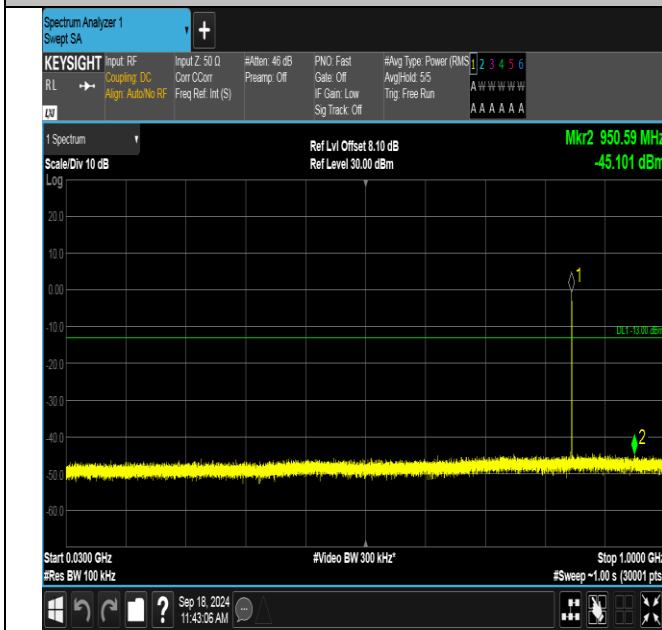 Spectrum Analyzer 1
Swept SA
+
KEYSIGHT
RL
LXI
Input: RF
Coupling: DC
Align: Auto/No RF
Input Z: 50 Ω
Corr CCorr
Freq Ref: Int (S)
#Atten: 46 dB
Preamp: Off
PNO: Fast
Gate: Off
IF Gain: Low
Sig Track: Off
#Avg Type: Power (RMS
Avg|Hold: 5/5
Trig: Free Run
1 2 3 4 5 6
A W W W W W
A A A A A A
1 Spectrum
Scale/Div 10 dB
Log
Ref Lvl Offset 8.10 dB
Ref Level 30.00 dBm
Mkr2 950.59 MHz
-45.101 dBm
20.0
10.0
0.00
1
-10.0
DL1 -13.00 dBm
-20.0
-30.0
-40.0
2
-50.0
-60.0
Start 0.0300 GHz
#Res BW 100 kHz
#Video BW 300 kHz*
Stop 1.0000 GHz
#Sweep ~1.00 s (30001 pts
?
Sep 18, 2024
11:43:06 AM